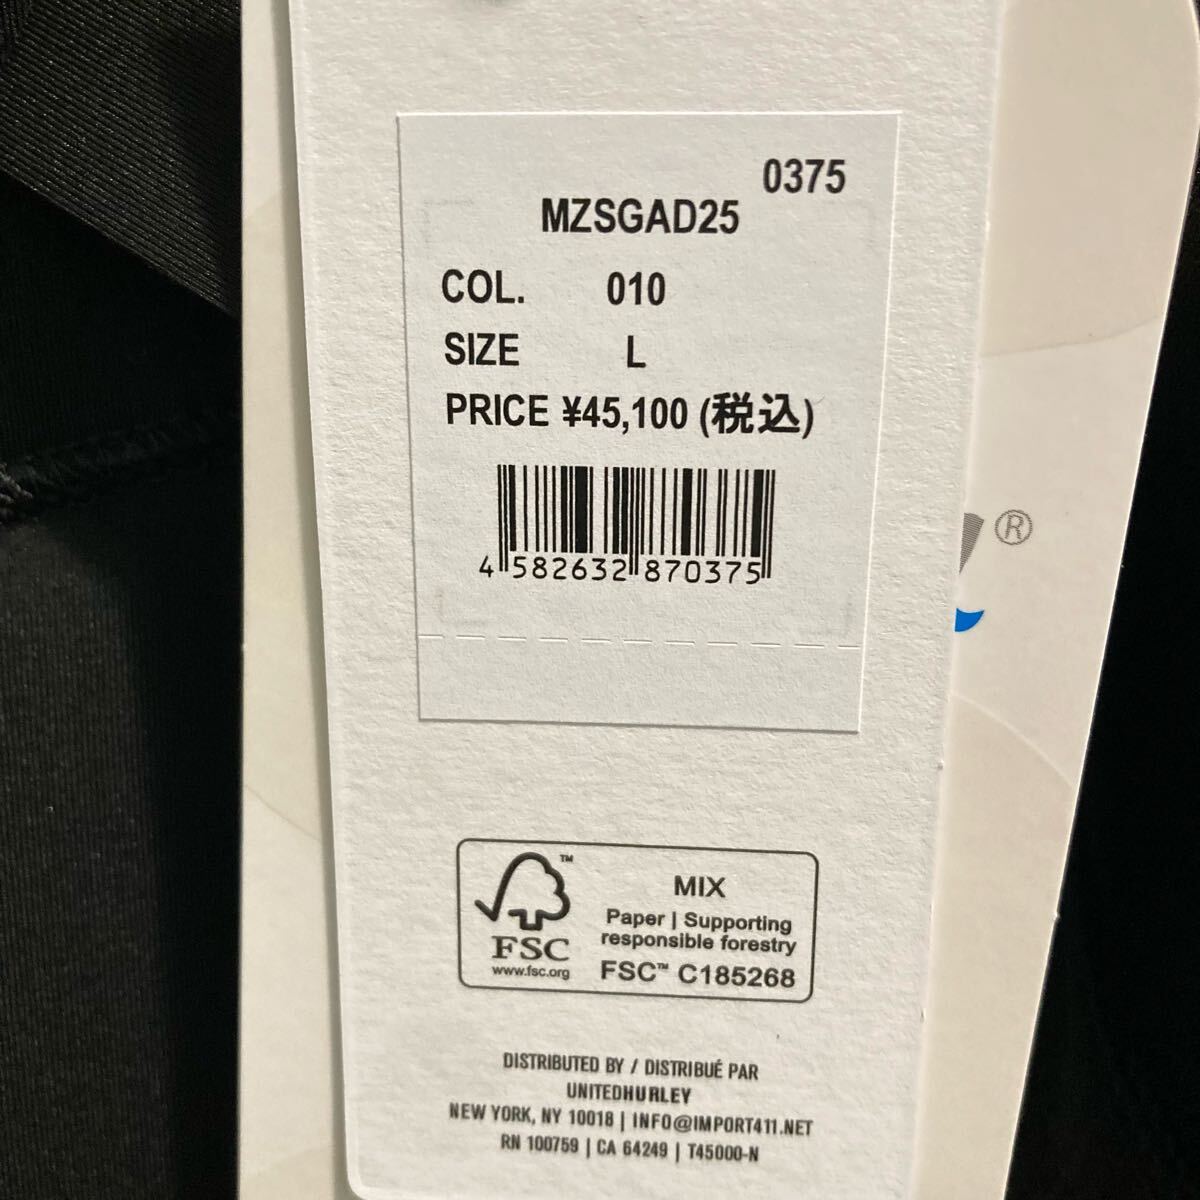 0375
MZSGAD25
COL. 010
SIZE L
PRICE ¥45,100 (税込)
4 582632 870375
®
FSC
™
www.fsc.org
MIX
Paper | Supporting
responsible forestry
FSC™ C185268
DISTRIBUTED BY / DISTRIBUÉ PAR
UNITEDHURLEY
NEW YORK, NY 10018 | INFO@IMPORT411.NET
RN 100759 | CA 64249 | T45000-N